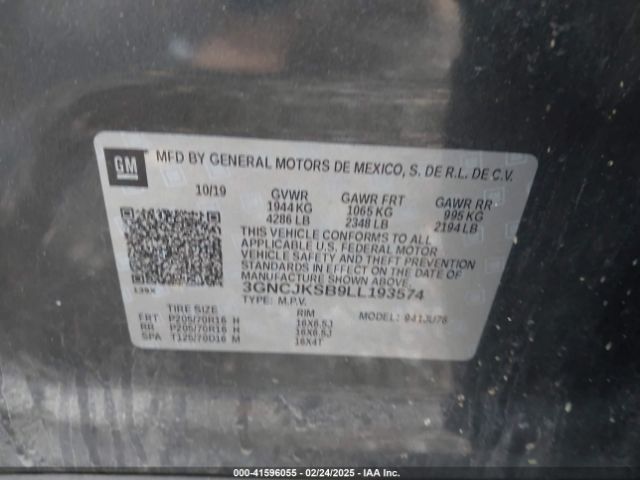 GM
MFD BY GENERAL MOTORS DE MEXICO, S. DE R.L. DE C.V.
10/19 GVWR GAWR FRT GAWR RR
1944 KG 1065 KG 995 KG
4286 LB 2348 LB 2194 LB
THIS VEHICLE CONFORMS TO ALL
APPLICABLE U.S. FEDERAL MOTOR
VEHICLE SAFETY AND THEFT
PREVENTION STANDARDS IN
EFFECT ON THE DATE OF
MANUFACTURE SHOWN ABOVE.
139X 3GNCJKSB9LL193574
TYPE: M.P.V.
TIRE SIZE RIM MODEL: 941JU76
FRT P205/70R16 H 16X6.5J
RR P205/70R16 H 16X6.5J
SPA T125/70D16 M 16X4T
000-41596055 | 02/24/2025 - IAA Inc.